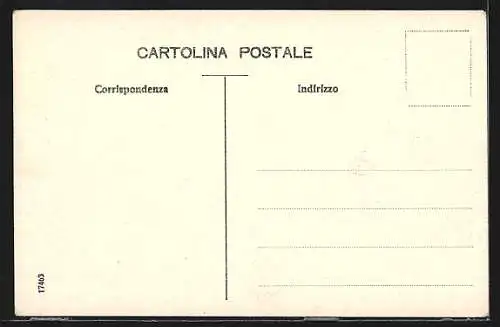 CARTOLINA POSTALE
Corrispondenza
Indirizzo
17463